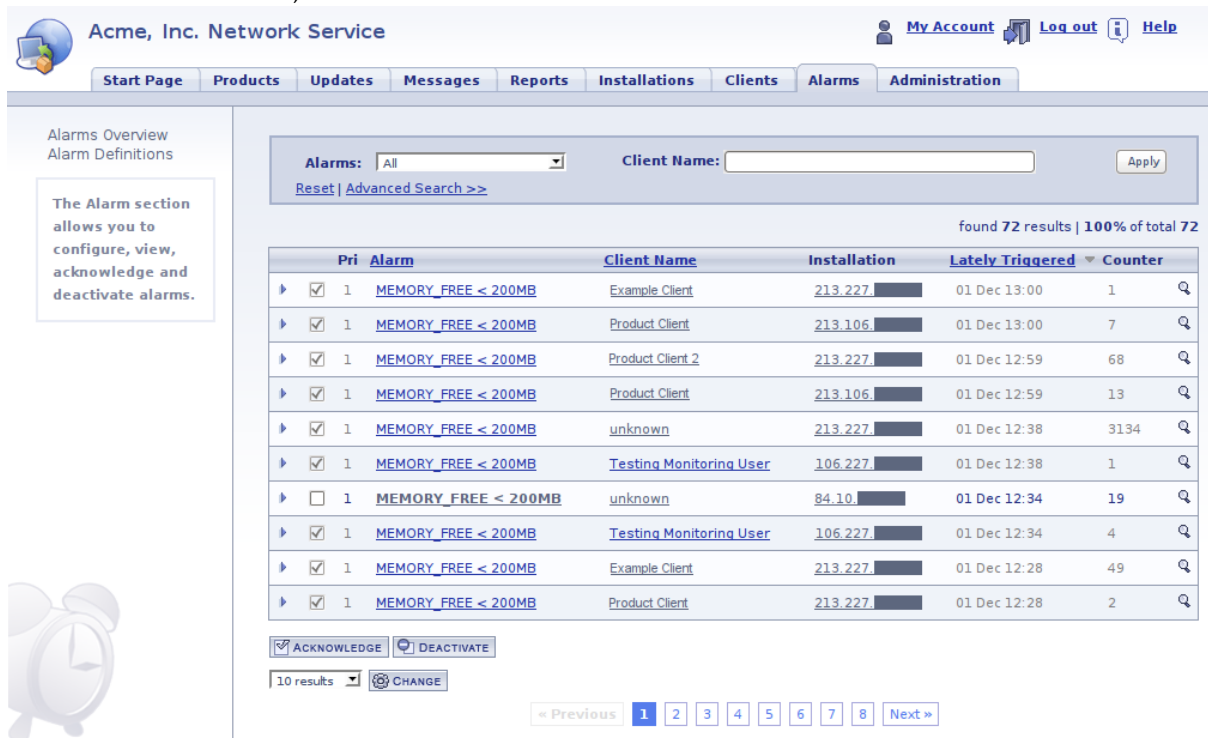 Acme, Inc. Network Service
My Account Log out Help
Start Page Products Updates Messages Reports Installations Clients Alarms Administration
Alarms Overview
Alarm Definitions
The Alarm section
allows you to
configure, view,
acknowledge and
deactivate alarms.
Alarms: All Client Name: Apply
Reset | Advanced Search >>
found 72 results | 100% of total 72
Pri Alarm Client Name Installation Lately Triggered Counter
1 MEMORY_FREE < 200MB Example Client 213.227. 01 Dec 13:00 1
1 MEMORY_FREE < 200MB Product Client 213.106. 01 Dec 13:00 7
1 MEMORY_FREE < 200MB Product Client 2 213.227. 01 Dec 12:59 68
1 MEMORY_FREE < 200MB Product Client 213.106. 01 Dec 12:59 13
1 MEMORY_FREE < 200MB unknown 213.227. 01 Dec 12:38 3134
1 MEMORY_FREE < 200MB Testing Monitoring User 106.227. 01 Dec 12:38 1
1 MEMORY_FREE < 200MB unknown 84.10. 01 Dec 12:34 19
1 MEMORY_FREE < 200MB Testing Monitoring User 106.227. 01 Dec 12:34 4
1 MEMORY_FREE < 200MB Example Client 213.227. 01 Dec 12:28 49
1 MEMORY_FREE < 200MB Product Client 213.227. 01 Dec 12:28 2
ACKNOWLEDGE DEACTIVATE
10 results CHANGE
« Previous 1 2 3 4 5 6 7 8 Next »